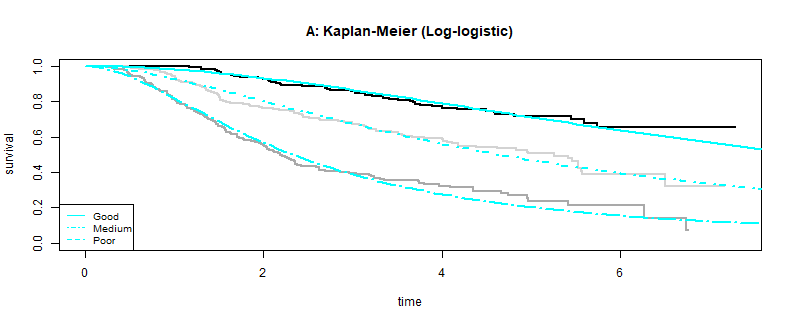 A: Kaplan-Meier (Log-logistic)
survival
1.0
0.8
0.6
0.4
0.2
0.0
Good
Medium
Poor
0 2 4 6
time